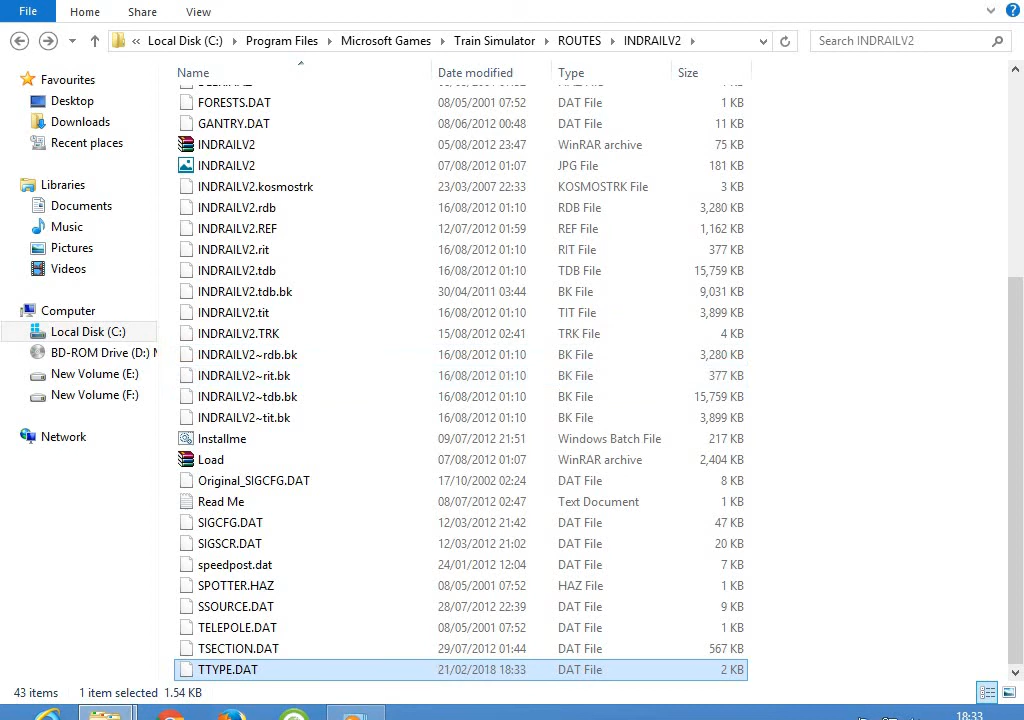 File Home Share View
« Local Disk (C:) Program Files Microsoft Games Train Simulator ROUTES INDRAILV2 Search INDRAILV2
Favourites
Desktop
Downloads
Recent places
Libraries
Documents
Music
Pictures
Videos
Computer
Local Disk (C:)
BD-ROM Drive (D:)
New Volume (E:)
New Volume (F:)
Network
Name Date modified Type Size
FORESTS.DAT 08/05/2001 07:52 DAT File 1 KB
GANTRY.DAT 08/06/2012 00:48 DAT File 11 KB
INDRAILV2 05/08/2012 23:47 WinRAR archive 75 KB
INDRAILV2 07/08/2012 01:07 JPG File 181 KB
INDRAILV2.kosmostrk 23/03/2007 22:33 KOSMOSTRK File 3 KB
INDRAILV2.rdb 16/08/2012 01:10 RDB File 3,280 KB
INDRAILV2.REF 12/07/2012 01:59 REF File 1,162 KB
INDRAILV2.rit 16/08/2012 01:10 RIT File 377 KB
INDRAILV2.tdb 16/08/2012 01:10 TDB File 15,759 KB
INDRAILV2.tdb.bk 30/04/2011 03:44 BK File 9,031 KB
INDRAILV2.tit 16/08/2012 01:10 TIT File 3,899 KB
INDRAILV2.TRK 15/08/2012 02:41 TRK File 4 KB
INDRAILV2~rdb.bk 16/08/2012 01:10 BK File 3,280 KB
INDRAILV2~rit.bk 16/08/2012 01:10 BK File 377 KB
INDRAILV2~tdb.bk 16/08/2012 01:10 BK File 15,759 KB
INDRAILV2~tit.bk 16/08/2012 01:10 BK File 3,899 KB
Installme 09/07/2012 21:51 Windows Batch File 217 KB
Load 07/08/2012 01:07 WinRAR archive 2,404 KB
Original_SIGCFG.DAT 17/10/2002 02:24 DAT File 8 KB
Read Me 08/07/2012 02:47 Text Document 1 KB
SIGCFG.DAT 12/03/2012 21:42 DAT File 47 KB
SIGSCR.DAT 12/03/2012 21:02 DAT File 20 KB
speedpost.dat 24/01/2012 12:04 DAT File 7 KB
SPOTTER.HAZ 08/05/2001 07:52 HAZ File 1 KB
SSOURCE.DAT 28/07/2012 22:39 DAT File 9 KB
TELEPOLE.DAT 08/05/2001 07:52 DAT File 1 KB
TSECTION.DAT 29/07/2012 01:44 DAT File 567 KB
TTYPE.DAT 21/02/2018 18:33 DAT File 2 KB
43 items 1 item selected 1.54 KB
18:33